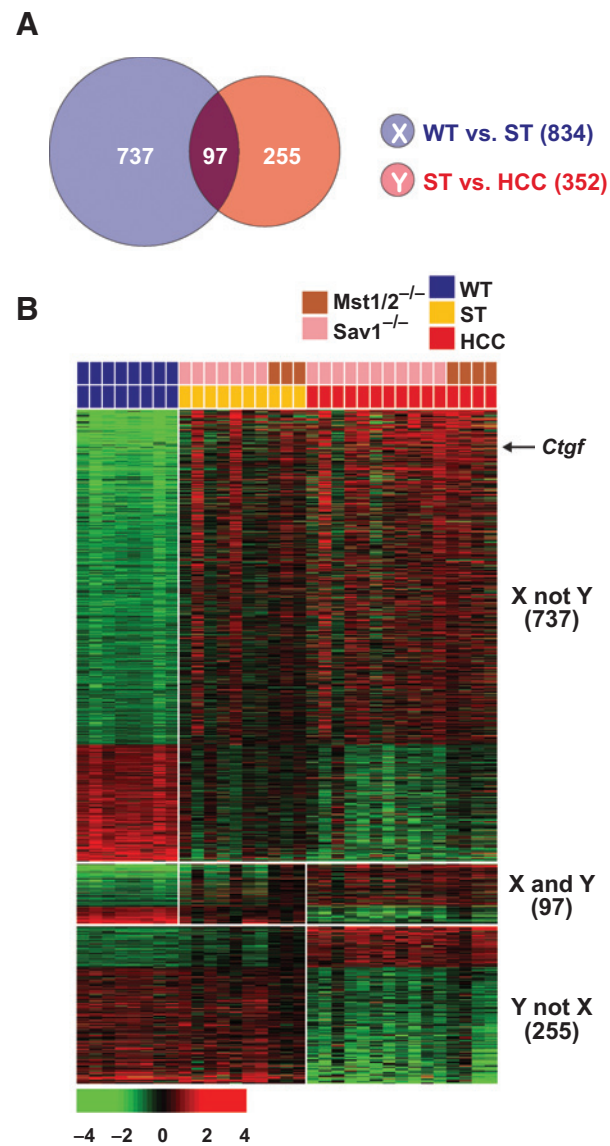 A
737
97
255
X WT vs. ST (834)
Y ST vs. HCC (352)
B
Mst1/2–/–
Sav1–/–
WT
ST
HCC
Ctgf
X not Y
(737)
X and Y
(97)
Y not X
(255)
–4 –2 0 2 4